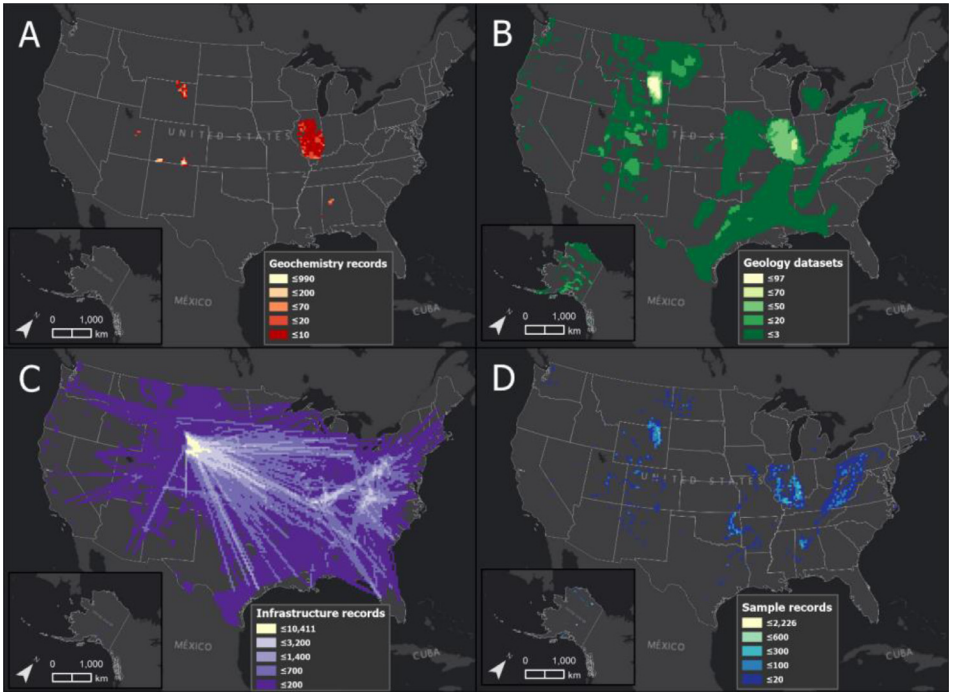 A
UNITED STATES
Geochemistry records
≤990
≤200
≤70
≤20
≤10
N
0 1,000
km
MÉXICO
CUBA
B
UNITED ST
Geology datasets
≤97
≤70
≤50
≤20
≤3
N
0 1,000
km
MÉXICO
CUBA
C
Infrastructure records
≤10,411
≤3,200
≤1,400
≤700
≤200
N
0 1,000
km
MÉXICO
CUBA
D
UNITED STATES
Sample records
≤2,226
≤600
≤300
≤100
≤20
N
0 1,000
km
MÉXICO
CUBA